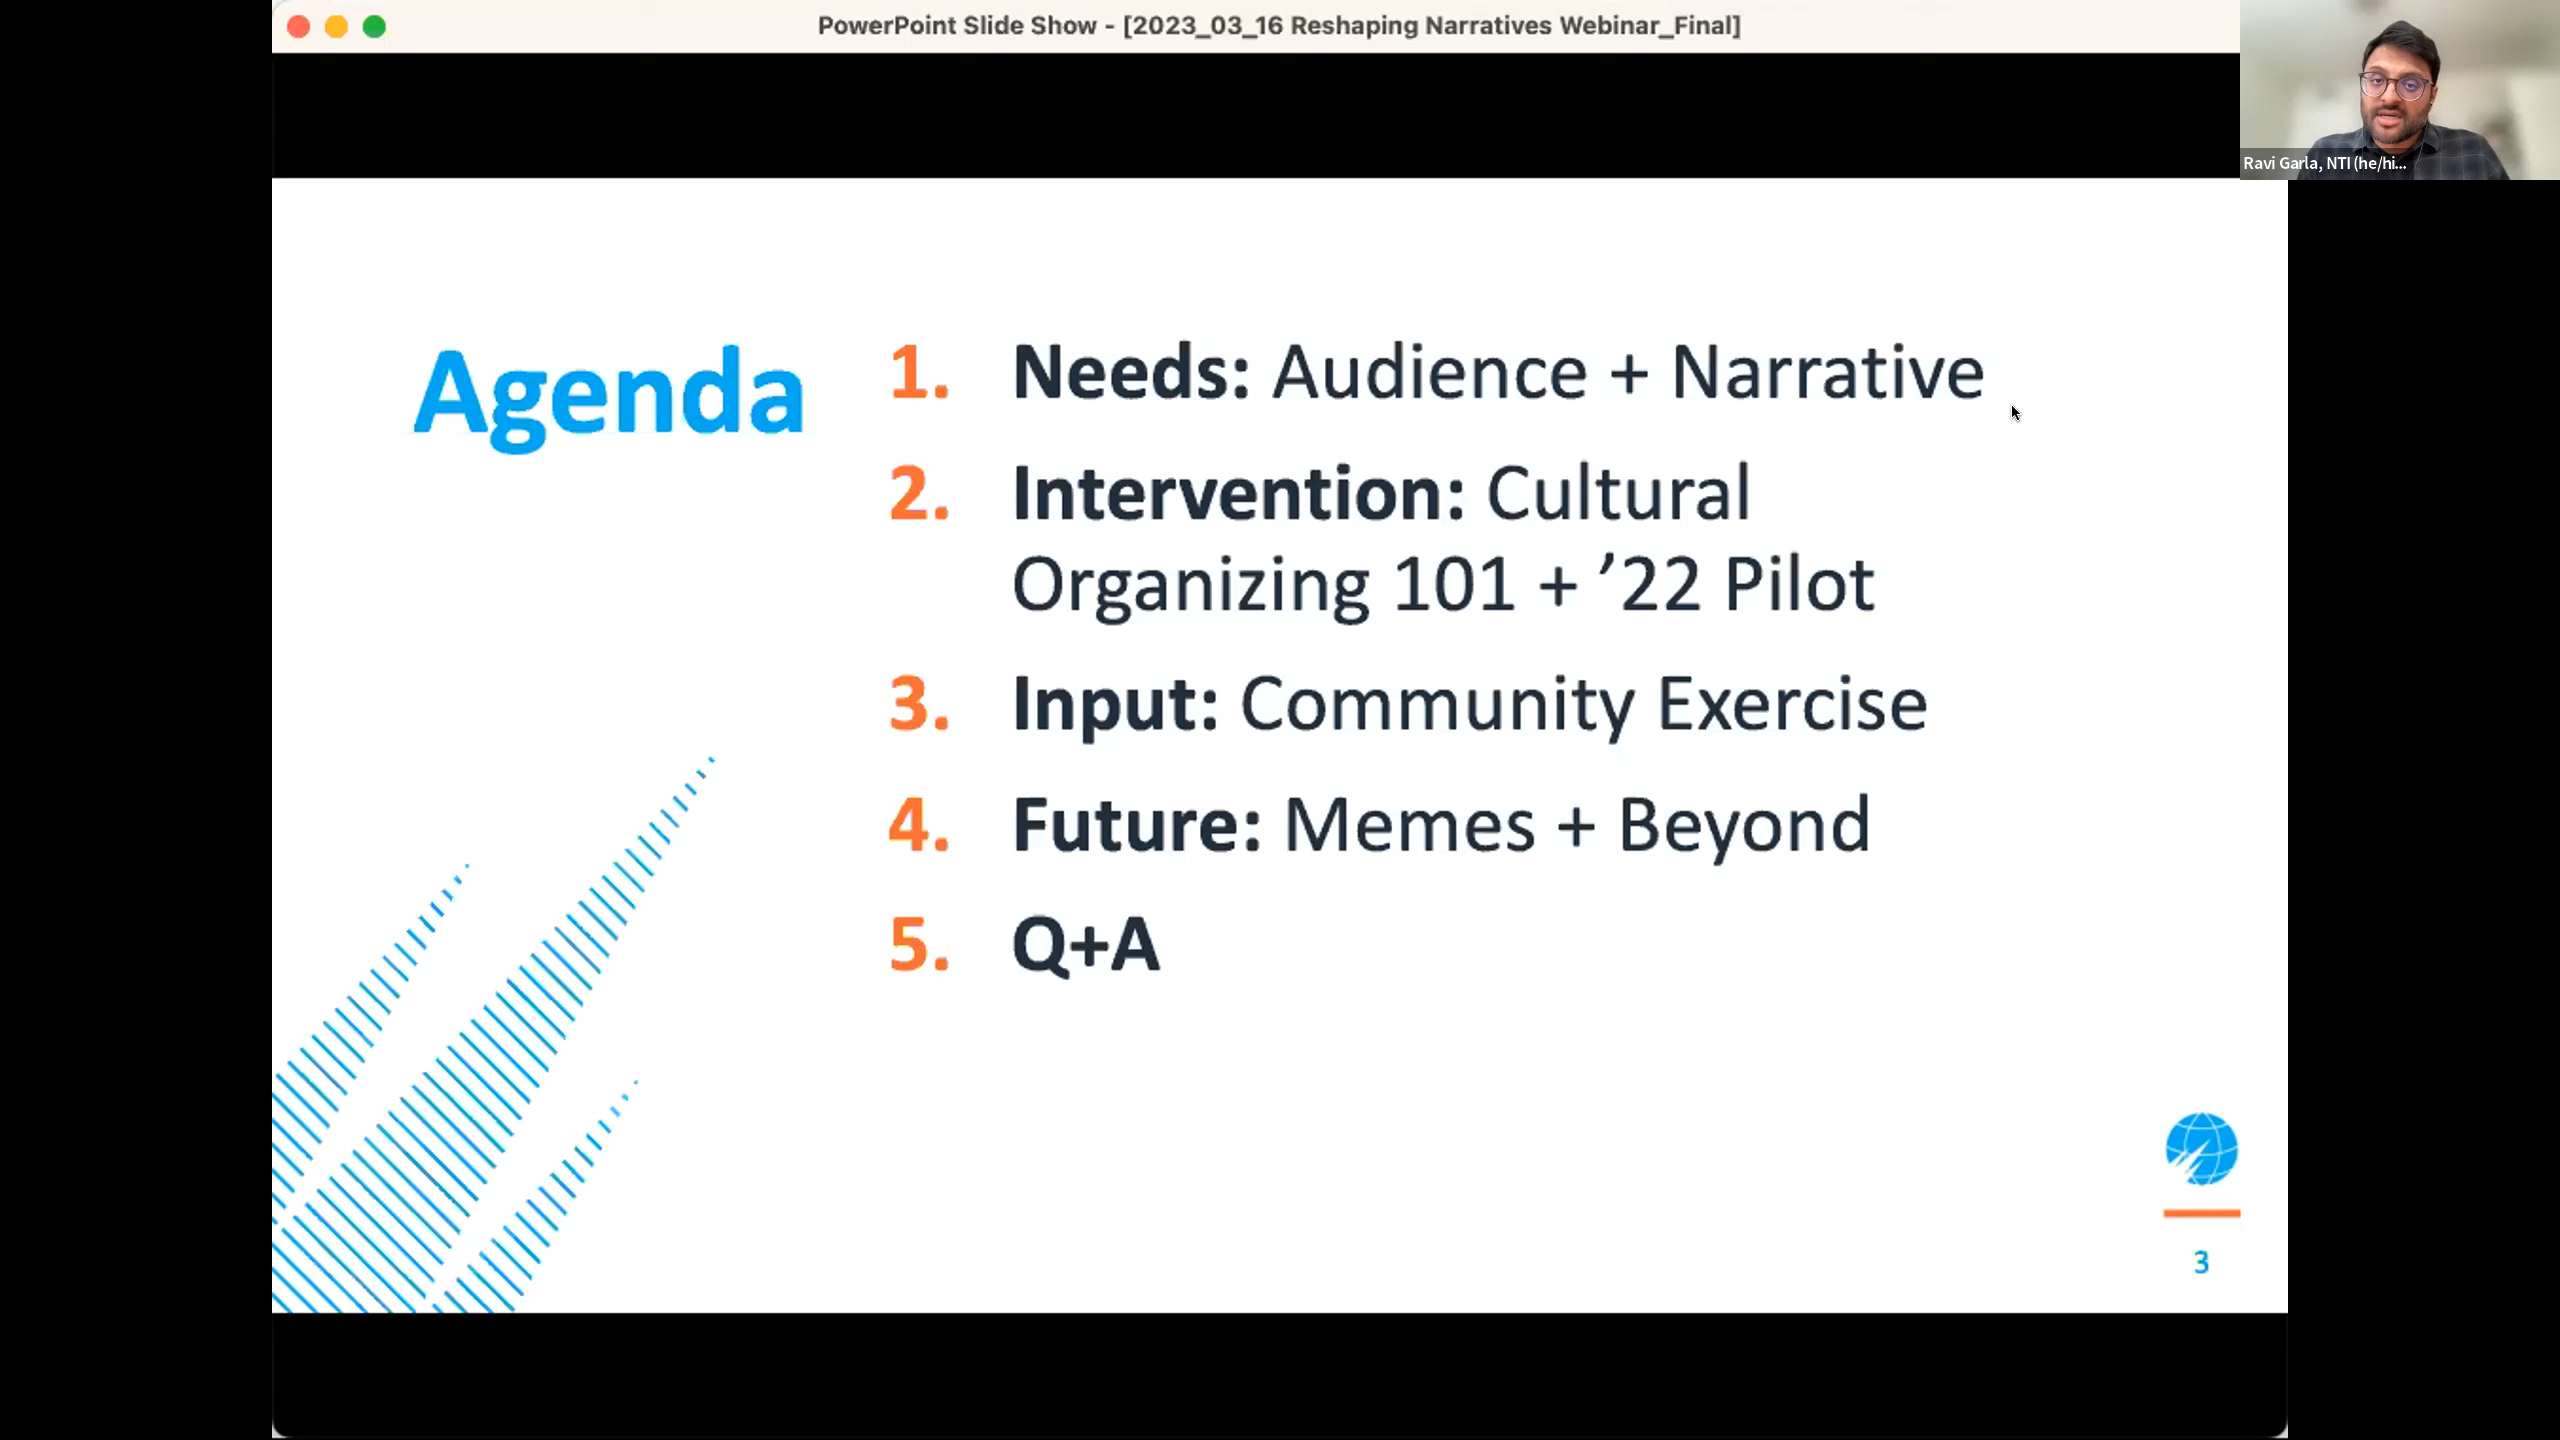 PowerPoint Slide Show - [2023_03_16 Reshaping Narratives Webinar_Final]
Ravi Garla, NTI (he/hi...
Agenda
1. Needs: Audience + Narrative
2. Intervention: Cultural
Organizing 101 + ’22 Pilot
3. Input: Community Exercise
4. Future: Memes + Beyond
5. Q+A
3